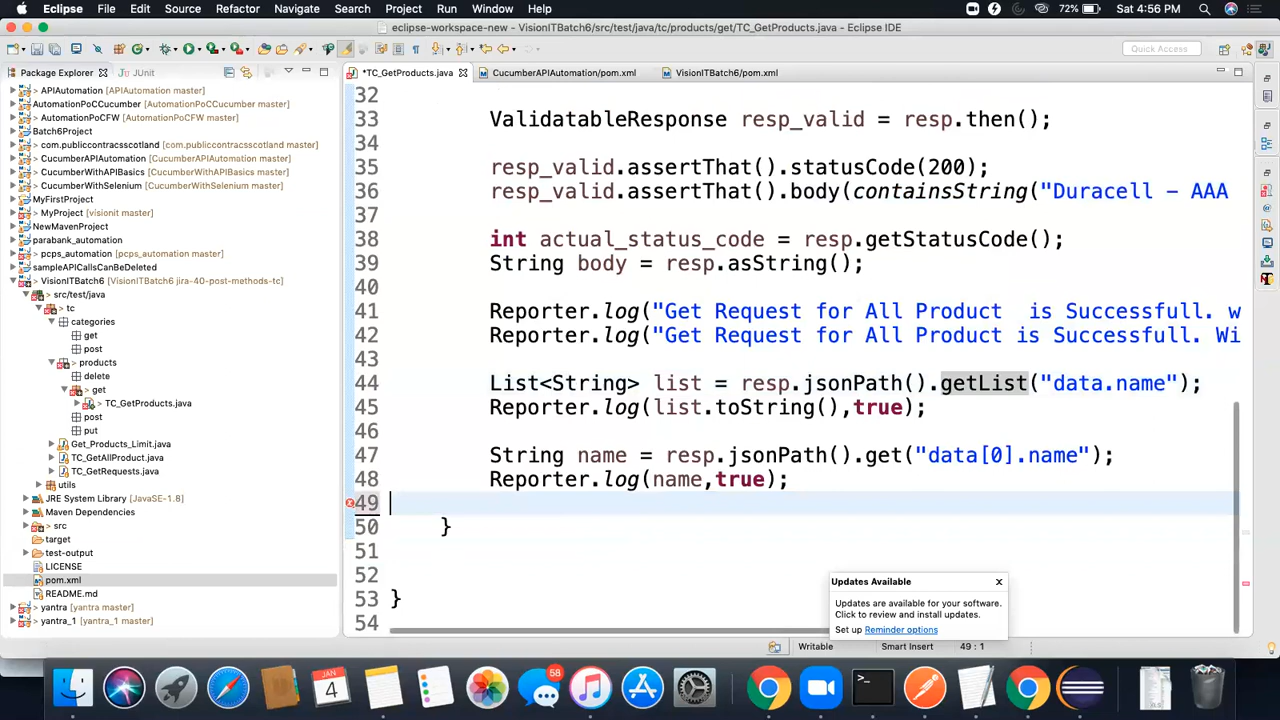 Eclipse File Edit Source Refactor Navigate Search Project Run Window Help 72% Sat 4:56 PM
eclipse-workspace-new - VisionITBatch6/src/test/java/tc/products/get/TC_GetProducts.java - Eclipse IDE
Quick Access
Package Explorer JUnit
*TC_GetProducts.java CucumberAPIAutomation/pom.xml VisionITBatch6/pom.xml
> APIAutomation [APIAutomation master]
AutomationPoCCucumber [AutomationPoCCucumber master]
> AutomationPoCFW [AutomationPoCFW master]
Batch6Project
> com.publiccontracsscotland [com.publiccontracsscotland master]
> CucumberAPIAutomation [CucumberAPIAutomation master]
> CucumberWithAPIBasics [CucumberWithAPIBasics master]
> CucumberWithSelenium [CucumberWithSelenium master]
MyFirstProject
> MyProject [visionit master]
NewMavenProject
parabank_automation
> pcps_automation [pcps_automation master]
sampleAPICallsCanBeDeleted
> VisionITBatch6 [VisionITBatch6 jira-40-post-methods-tc]
> src/test/java
> tc
categories
get
post
> products
delete
> get
> TC_GetProducts.java
post
put
Get_Products_Limit.java
TC_GetAllProduct.java
TC_GetRequests.java
utils
JRE System Library [JavaSE-1.8]
Maven Dependencies
> src
target
test-output
LICENSE
pom.xml
README.md
> yantra [yantra master]
> yantra_1 [yantra_1 master]
32
33 ValidatableResponse resp_valid = resp.then();
34
35 resp_valid.assertThat().statusCode(200);
36 resp_valid.assertThat().body(containsString("Duracell - AAA
37
38 int actual_status_code = resp.getStatusCode();
39 String body = resp.asString();
40
41 Reporter.log("Get Request for All Product  is Successfull. w
42 Reporter.log("Get Request for All Product is Successfull. Wi
43
44 List<String> list = resp.jsonPath().getList("data.name");
45 Reporter.log(list.toString(),true);
46
47 String name = resp.jsonPath().get("data[0].name");
48 Reporter.log(name,true);
49
50 }
51
52
53 }
54
Updates Available
Updates are available for your software.
Click to review and install updates.
Set up Reminder options
Writable Smart Insert 49 : 1
JAN
4
58